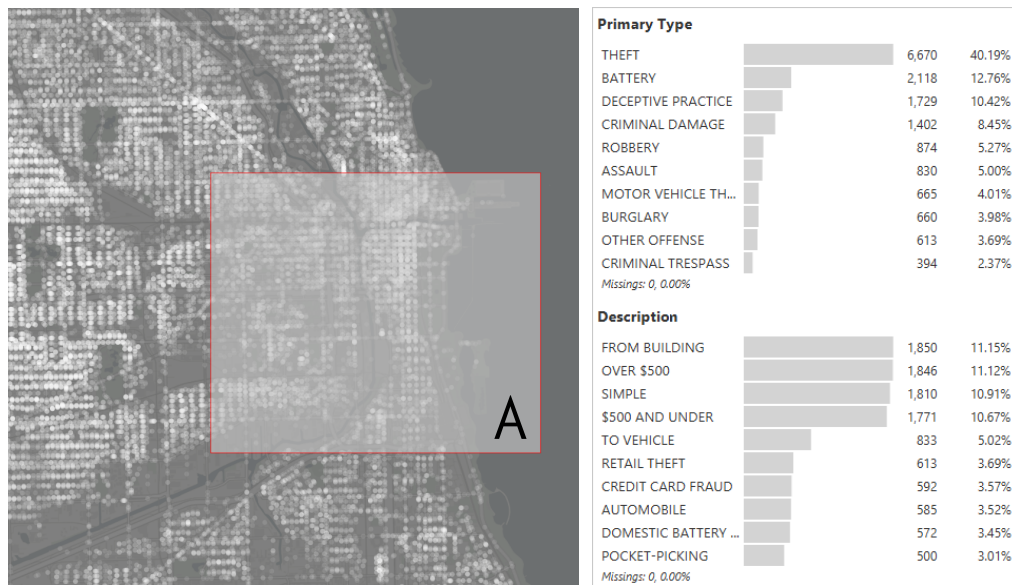 A
Primary Type
THEFT 6,670 40.19%
BATTERY 2,118 12.76%
DECEPTIVE PRACTICE 1,729 10.42%
CRIMINAL DAMAGE 1,402 8.45%
ROBBERY 874 5.27%
ASSAULT 830 5.00%
MOTOR VEHICLE TH... 665 4.01%
BURGLARY 660 3.98%
OTHER OFFENSE 613 3.69%
CRIMINAL TRESPASS 394 2.37%
Missings: 0, 0.00%
Description
FROM BUILDING 1,850 11.15%
OVER $500 1,846 11.12%
SIMPLE 1,810 10.91%
$500 AND UNDER 1,771 10.67%
TO VEHICLE 833 5.02%
RETAIL THEFT 613 3.69%
CREDIT CARD FRAUD 592 3.57%
AUTOMOBILE 585 3.52%
DOMESTIC BATTERY ... 572 3.45%
POCKET-PICKING 500 3.01%
Missings: 0, 0.00%